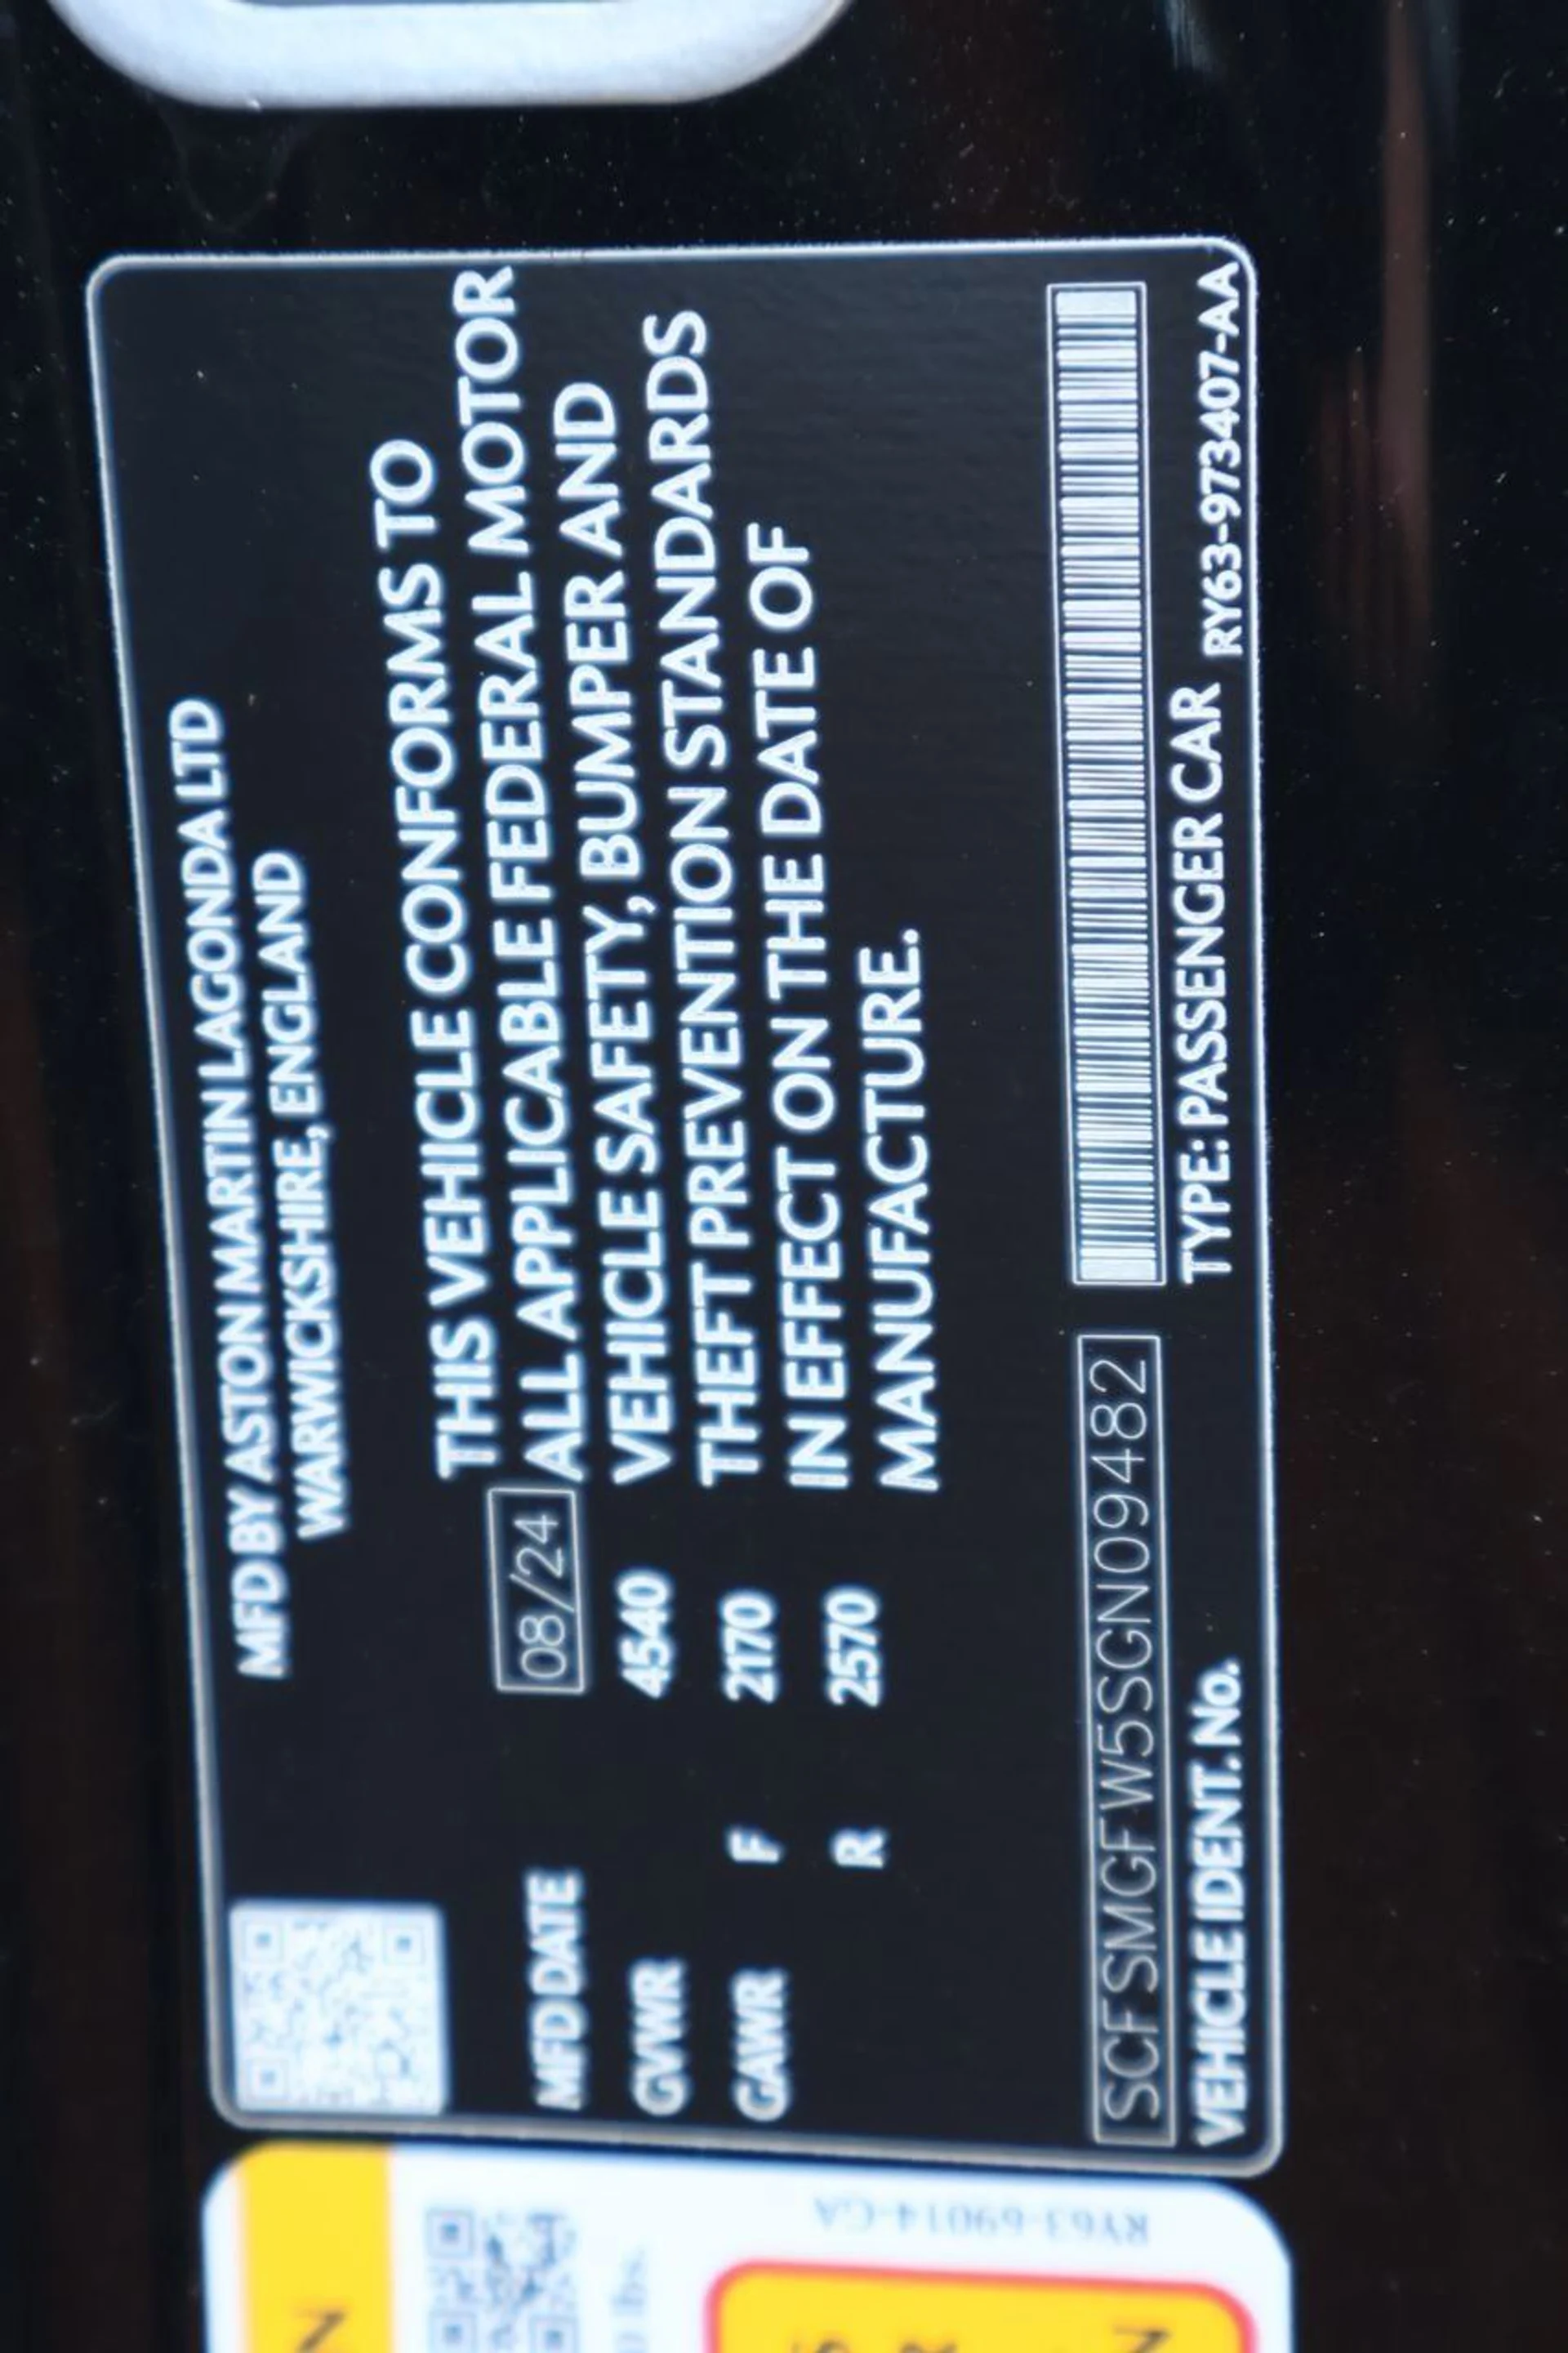 MFD BY ASTON MARTIN LAGONDA LTD
WARWICKSHIRE, ENGLAND
MFD DATE 08/24
GVWR 4540
GAWR F 2170
R 2570
THIS VEHICLE CONFORMS TO
ALL APPLICABLE FEDERAL MOTOR
VEHICLE SAFETY, BUMPER AND
THEFT PREVENTION STANDARDS
IN EFFECT ON THE DATE OF
MANUFACTURE.
SCFSMGFW5SGN09482
VEHICLE IDENT. No.
TYPE: PASSENGER CAR
RY63-973407-AA
RY63-69014-CA
lbs.